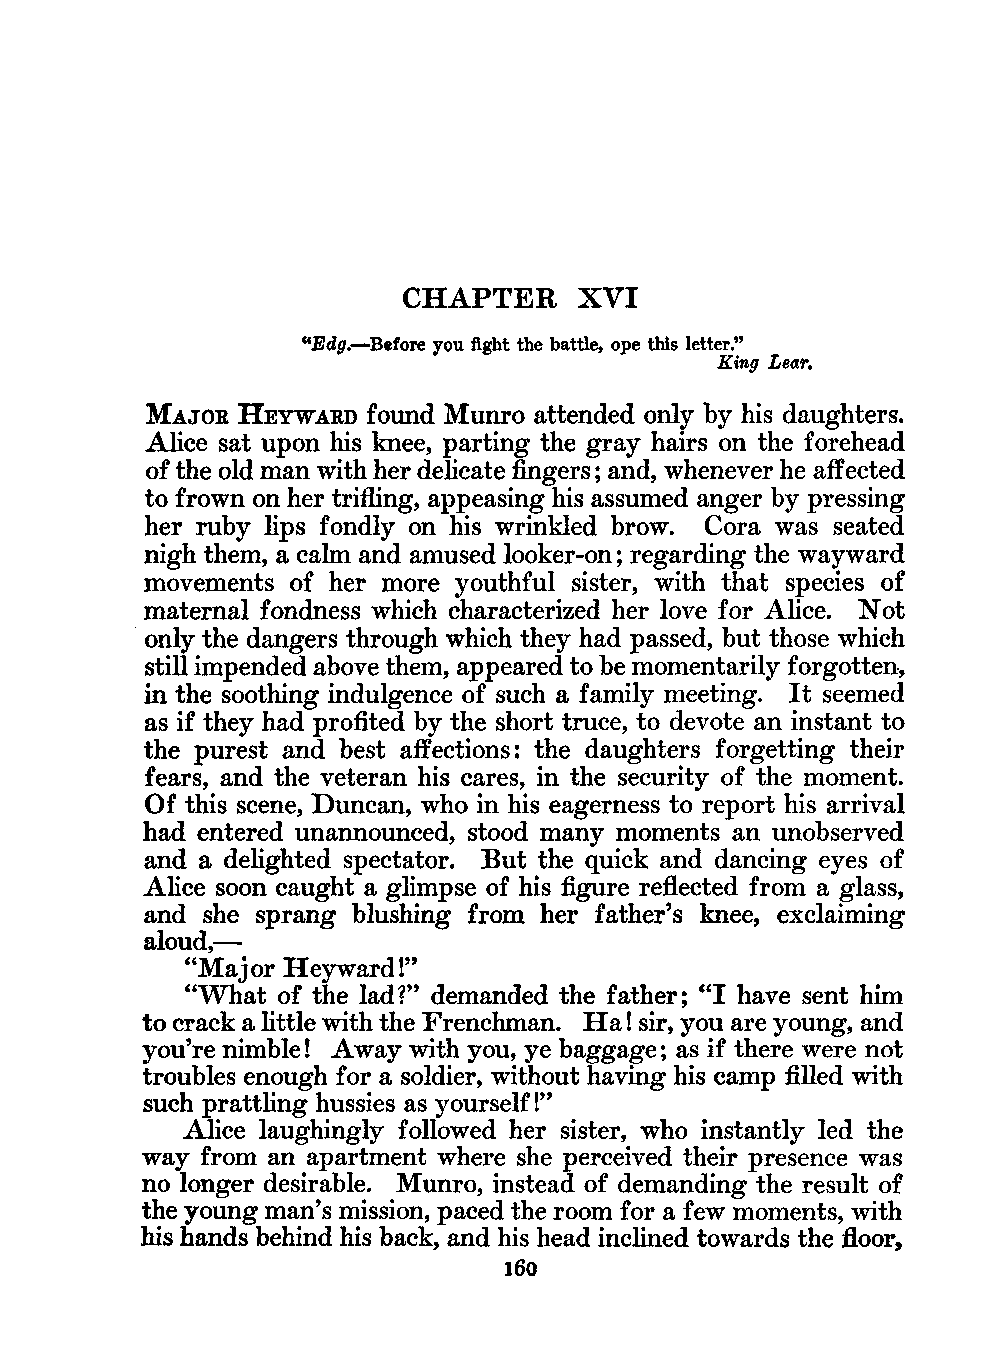 CHAPTER XVI
"Edg.—Before you fight the battle, ope this letter."
King Lear.
MAJOR HEYWARD found Munro attended only by his daughters.
Alice sat upon his knee, parting the gray hairs on the forehead
of the old man with her delicate fingers; and, whenever he affected
to frown on her trifling, appeasing his assumed anger by pressing
her ruby lips fondly on his wrinkled brow. Cora was seated
nigh them, a calm and amused looker-on; regarding the wayward
movements of her more youthful sister, with that species of
maternal fondness which characterized her love for Alice. Not
only the dangers through which they had passed, but those which
still impended above them, appeared to be momentarily forgotten,
in the soothing indulgence of such a family meeting. It seemed
as if they had profited by the short truce, to devote an instant to
the purest and best affections: the daughters forgetting their
fears, and the veteran his cares, in the security of the moment.
Of this scene, Duncan, who in his eagerness to report his arrival
had entered unannounced, stood many moments an unobserved
and a delighted spectator. But the quick and dancing eyes of
Alice soon caught a glimpse of his figure reflected from a glass,
and she sprang blushing from her father's knee, exclaiming
aloud,—
"Major Heyward!"
"What of the lad?" demanded the father; "I have sent him
to crack a little with the Frenchman. Ha! sir, you are young, and
you're nimble! Away with you, ye baggage; as if there were not
troubles enough for a soldier, without having his camp filled with
such prattling hussies as yourself!"
Alice laughingly followed her sister, who instantly led the
way from an apartment where she perceived their presence was
no longer desirable. Munro, instead of demanding the result of
the young man's mission, paced the room for a few moments, with
his hands behind his back, and his head inclined towards the floor,
160